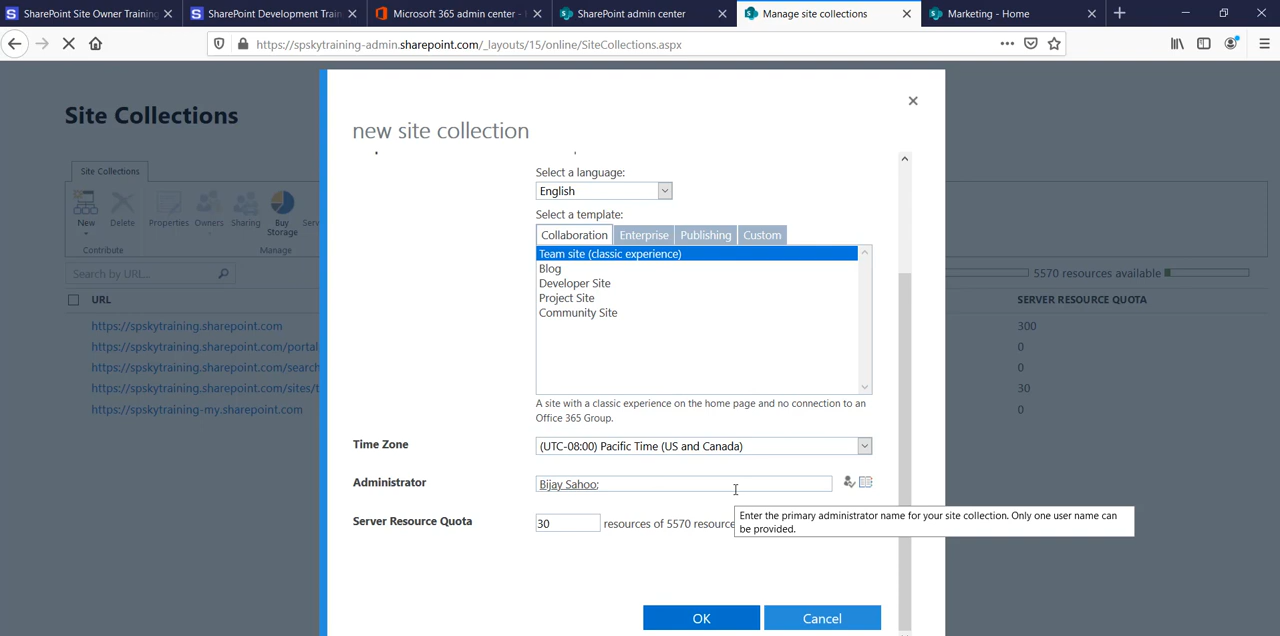 SharePoint Site Owner Training
SharePoint Development Train
Microsoft 365 admin center -
SharePoint admin center
Manage site collections
Marketing - Home
https://spskytraining-admin.sharepoint.com/_layouts/15/online/SiteCollections.aspx
Site Collections
Site Collections
New
Delete
Properties
Owners
Sharing
Buy
Storage
Serv
Contribute
Manage
Search by URL...
5570 resources available
URL
SERVER RESOURCE QUOTA
https://spskytraining.sharepoint.com
300
https://spskytraining.sharepoint.com/portal
0
https://spskytraining.sharepoint.com/search
0
https://spskytraining.sharepoint.com/sites/
30
https://spskytraining-my.sharepoint.com
0
new site collection
Select a language:
English
Select a template:
Collaboration
Enterprise
Publishing
Custom
Team site (classic experience)
Blog
Developer Site
Project Site
Community Site
A site with a classic experience on the home page and no connection to an
Office 365 Group.
Time Zone
(UTC-08:00) Pacific Time (US and Canada)
Administrator
Bijay Sahoo;
Enter the primary administrator name for your site collection. Only one user name can
be provided.
Server Resource Quota
30
resources of 5570 resource
OK
Cancel